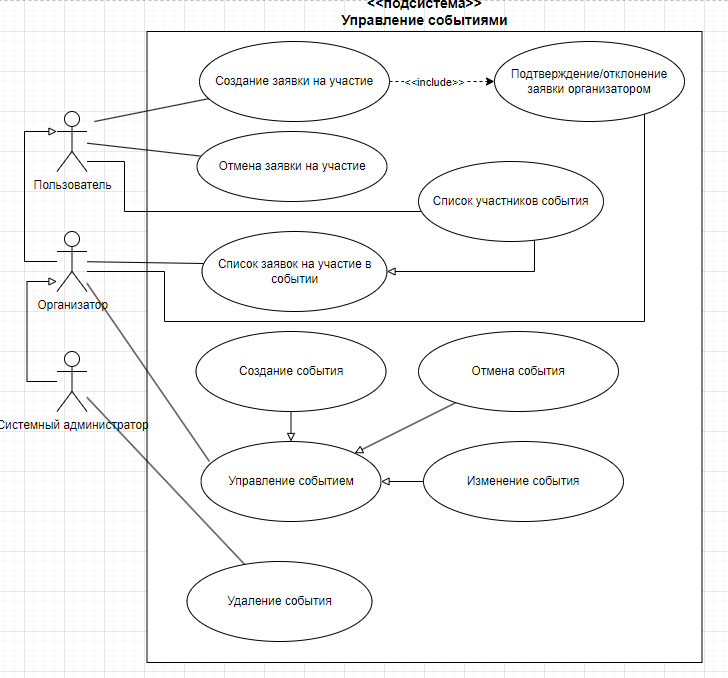 <<подсистема>>
Управление событиями
Создание заявки на участие
<<include>>
Подтверждение/отклонение
заявки организатором
Отмена заявки на участие
Пользователь
Список участников события
Список заявок на участие в
событии
Организатор
Создание события
Отмена события
Системный администратор
Управление событием
Изменение события
Удаление события